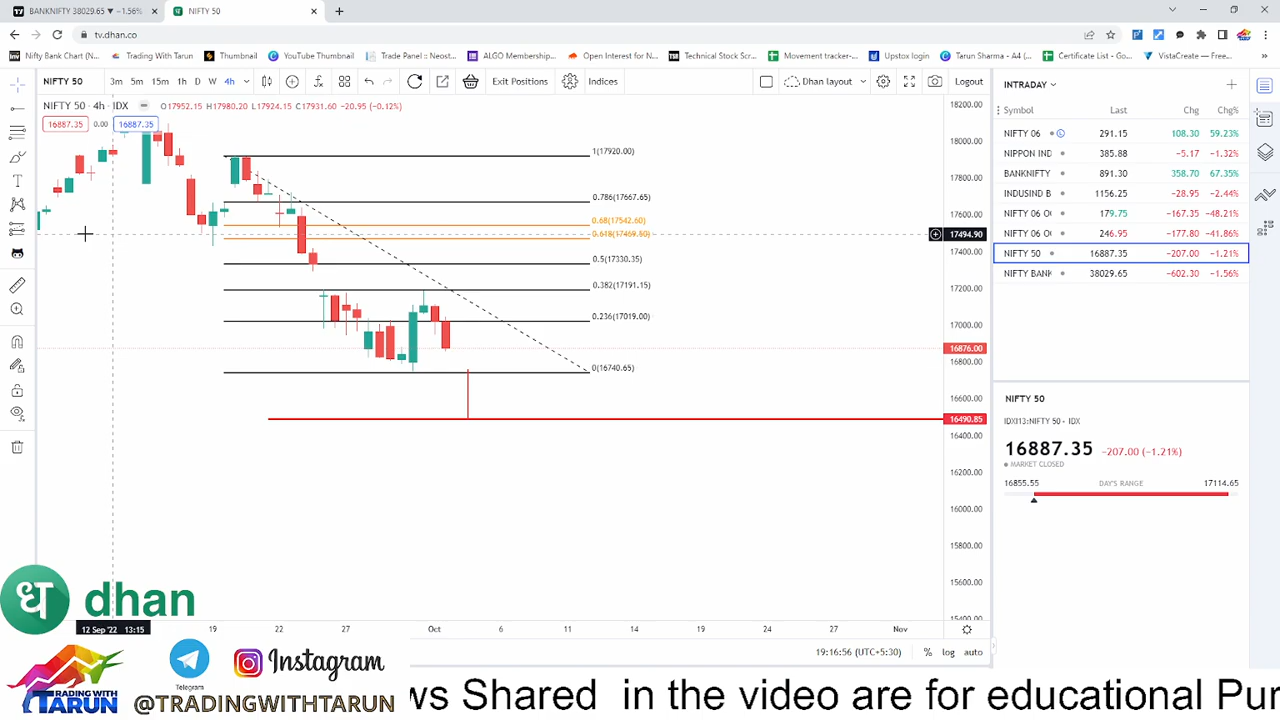 BANKNIFTY 38029.65 ▼ −1.56%
NIFTY 50
tv.dhan.co
Nifty Bank Chart (N...
Trading With Tarun
Thumbnail
YouTube Thumbnail
Trade Panel :: Neost...
ALGO Membership...
Open Interest for N...
Technical Stock Scr...
Movement tracker-...
Upstox login
Tarun Sharma - A4 (...
Certificate List - Go...
VistaCreate — Free...
NIFTY 50
3m 5m 15m 1h D W 4h
Exit Positions
Indices
Dhan layout
Logout
NIFTY 50 · 4h · IDX
O17952.15 H17980.20 L17924.15 C17931.60 −20.95 (−0.12%)
16887.35 0.00 16887.35
1(17920.00)
0.786(17667.65)
0.68(17542.60)
0.618(17469.50)
0.5(17330.35)
0.382(17191.15)
0.236(17019.00)
0(16740.65)
18200.00
18000.00
17800.00
17600.00
17494.90
17400.00
17200.00
17000.00
16876.00
16800.00
16600.00
16490.85
16400.00
16200.00
16000.00
15800.00
15600.00
15400.00
12 Sep '22 13:15
19 22 27 Oct 6 11 14 19 24 27 Nov
19:16:56 (UTC+5:30)
% log auto
INTRADAY
Symbol Last Chg Chg%
NIFTY 06 291.15 108.30 59.23%
NIPPON IND 385.88 −5.17 −1.32%
BANKNIFTY 891.30 358.70 67.35%
INDUSIND B 1156.25 −28.95 −2.44%
NIFTY 06 OC 179.75 −167.35 −48.21%
NIFTY 06 OC 246.95 −177.80 −41.86%
NIFTY 50 16887.35 −207.00 −1.21%
NIFTY BANK 38029.65 −602.30 −1.56%
NIFTY 50
IDX113:NIFTY 50 - IDX
16887.35 −207.00 (−1.21%)
MARKET CLOSED
16855.55 DAY'S RANGE 17114.65
ध dhan
TRADING WITH
TARUN
Telegram
Instagram
@TRADINGWITHTARUN
ws Shared in the video are for educational Pur